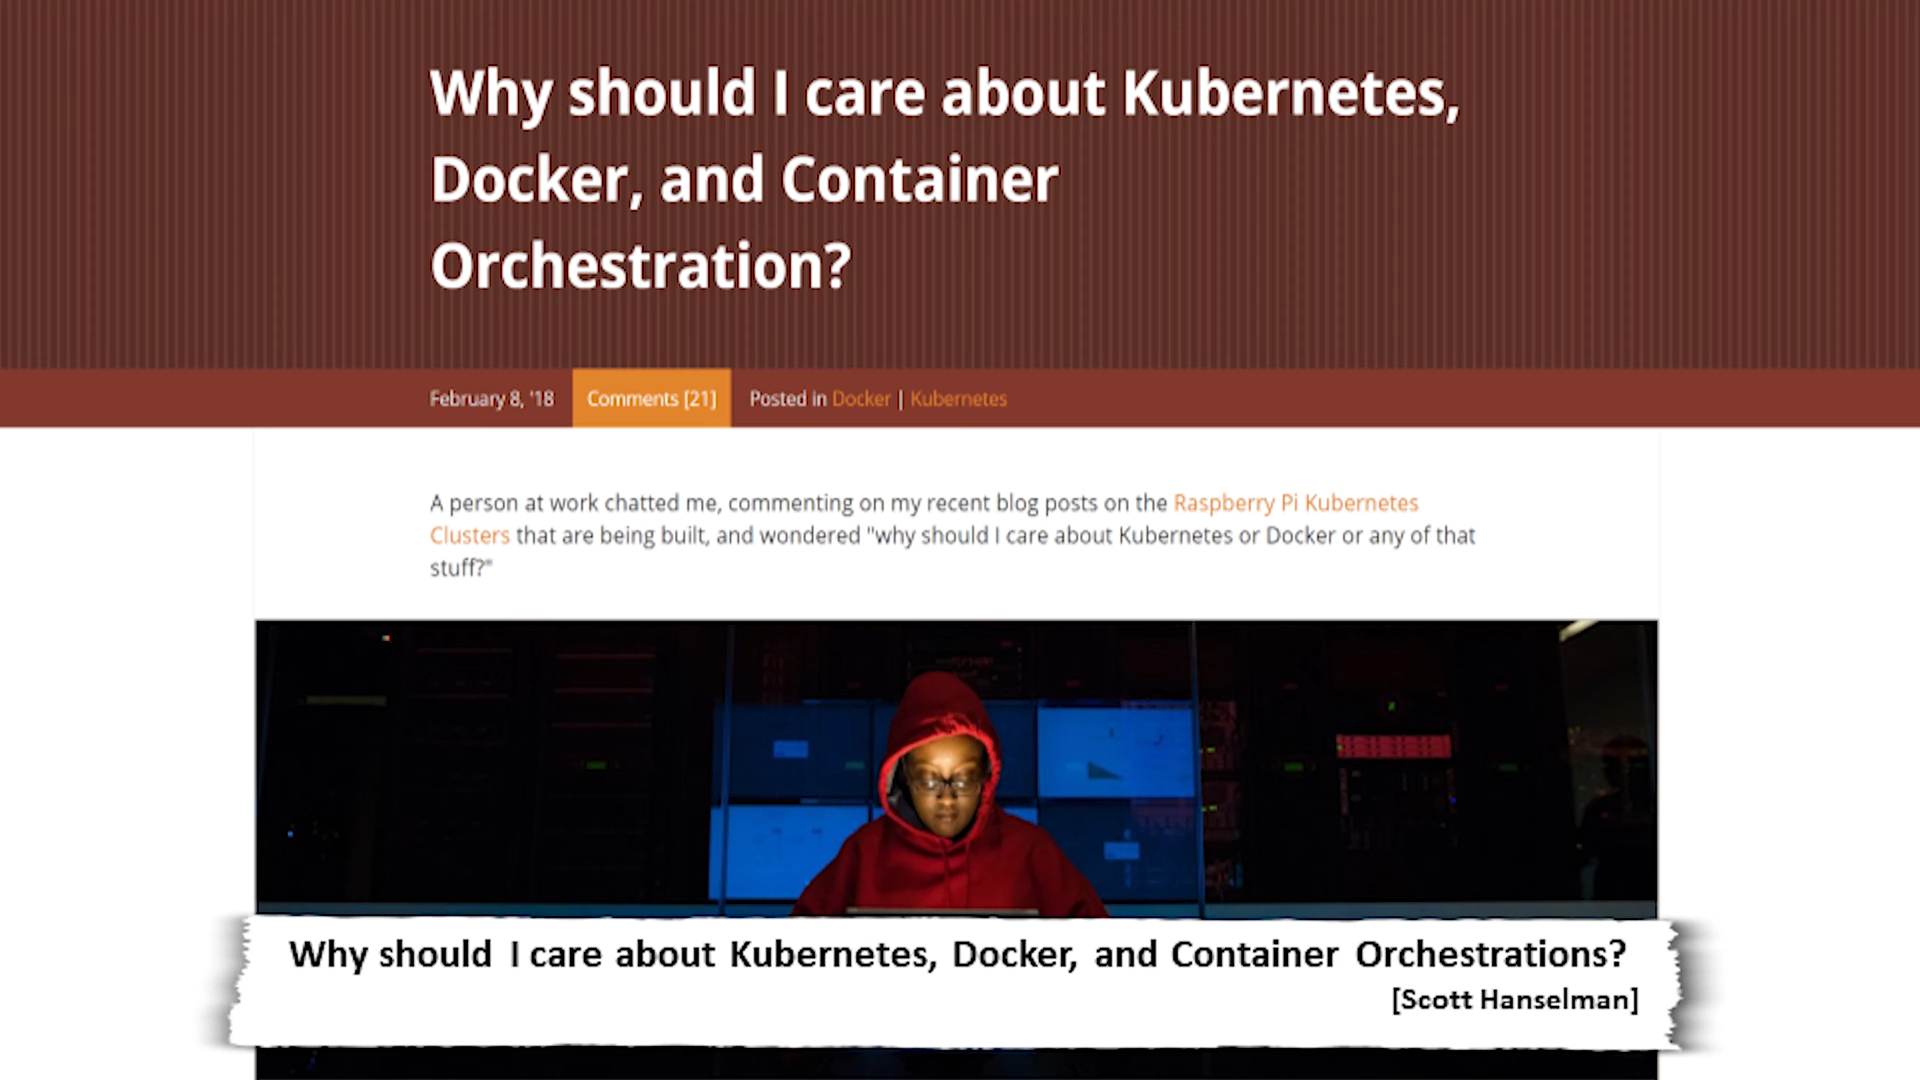 Why should I care about Kubernetes,
Docker, and Container
Orchestration?
February 8, '18 Comments [21] Posted in Docker | Kubernetes
A person at work chatted me, commenting on my recent blog posts on the Raspberry Pi Kubernetes
Clusters that are being built, and wondered "why should I care about Kubernetes or Docker or any of that
stuff?"
Why should I care about Kubernetes, Docker, and Container Orchestrations?
[Scott Hanselman]